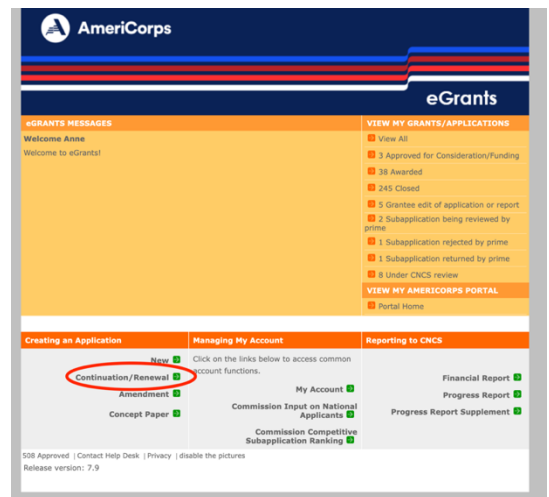 AmeriCorps
eGrants
eGRANTS MESSAGES
Welcome Anne
Welcome to eGrants!
VIEW MY GRANTS/APPLICATIONS
View All
3 Approved for Consideration/Funding
38 Awarded
245 Closed
5 Grantee edit of application or report
2 Subapplication being reviewed by
prime
1 Subapplication rejected by prime
1 Subapplication returned by prime
8 Under CNCS review
VIEW MY AMERICORPS PORTAL
Portal Home
Creating an Application
New
Continuation/Renewal
Amendment
Concept Paper
Managing My Account
Click on the links below to access common
account functions.
My Account
Commission Input on National
Applicants
Commission Competitive
Subapplication Ranking
Reporting to CNCS
Financial Report
Progress Report
Progress Report Supplement
508 Approved | Contact Help Desk | Privacy | disable the pictures
Release version: 7.9